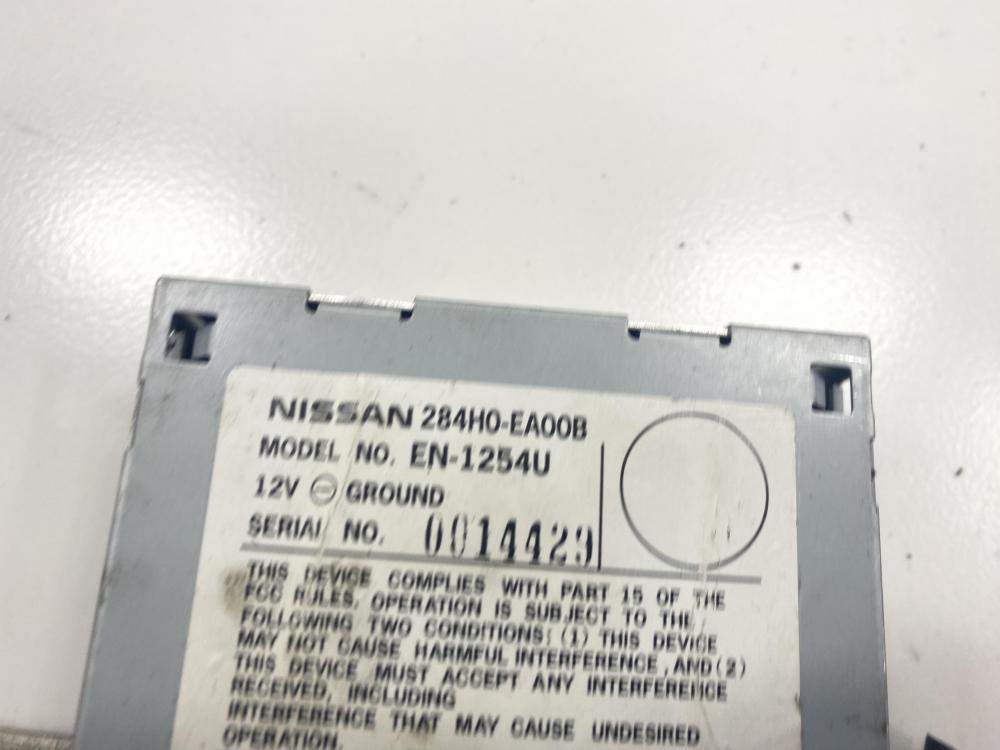 NISSAN 284H0-EA00B
MODEL NO. EN-1254U
12V ⊖ GROUND
SERIAL NO. 0014429
THIS DEVICE COMPLIES WITH PART 15 OF THE
FCC RULES. OPERATION IS SUBJECT TO THE
FOLLOWING TWO CONDITIONS: (1) THIS DEVICE
MAY NOT CAUSE HARMFUL INTERFERENCE, AND (2)
THIS DEVICE MUST ACCEPT ANY INTERFERENCE
RECEIVED, INCLUDING
INTERFERENCE THAT MAY CAUSE UNDESIRED
OPERATION.